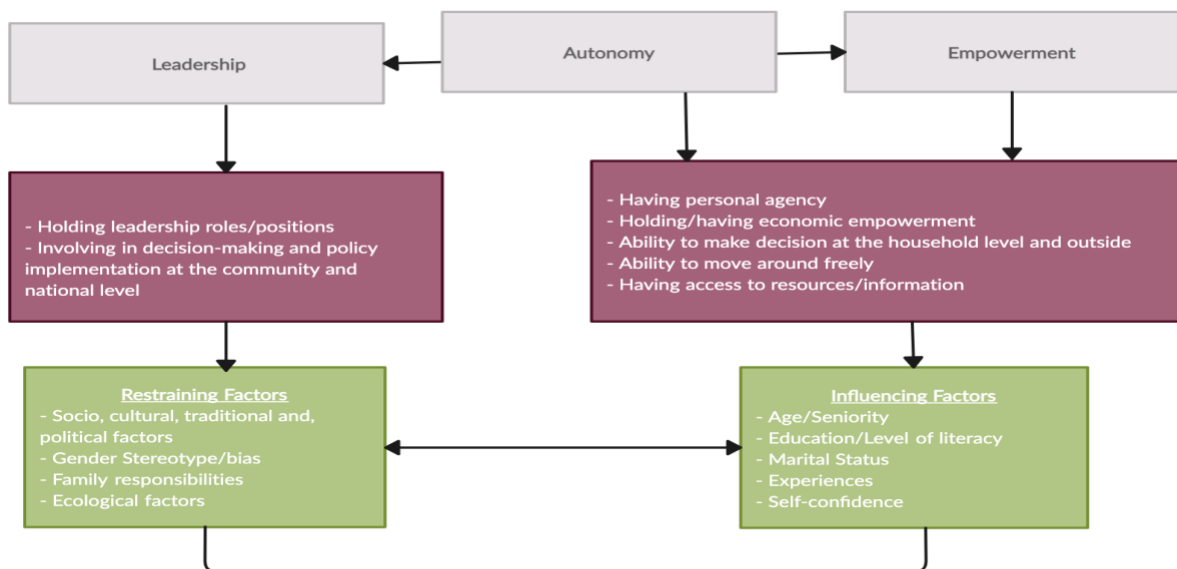 Leadership
Autonomy
Empowerment
- Holding leadership roles/positions
- Involving in decision-making and policy
implementation at the community and
national level
- Having personal agency
- Holding/having economic empowerment
- Ability to make decision at the household level and outside
- Ability to move around freely
- Having access to resources/information
Restraining Factors
- Socio, cultural, traditional and,
political factors
- Gender Stereotype/bias
- Family responsibilities
- Ecological factors
Influencing Factors
- Age/Seniority
- Education/Level of literacy
- Marital Status
- Experiences
- Self-confidence